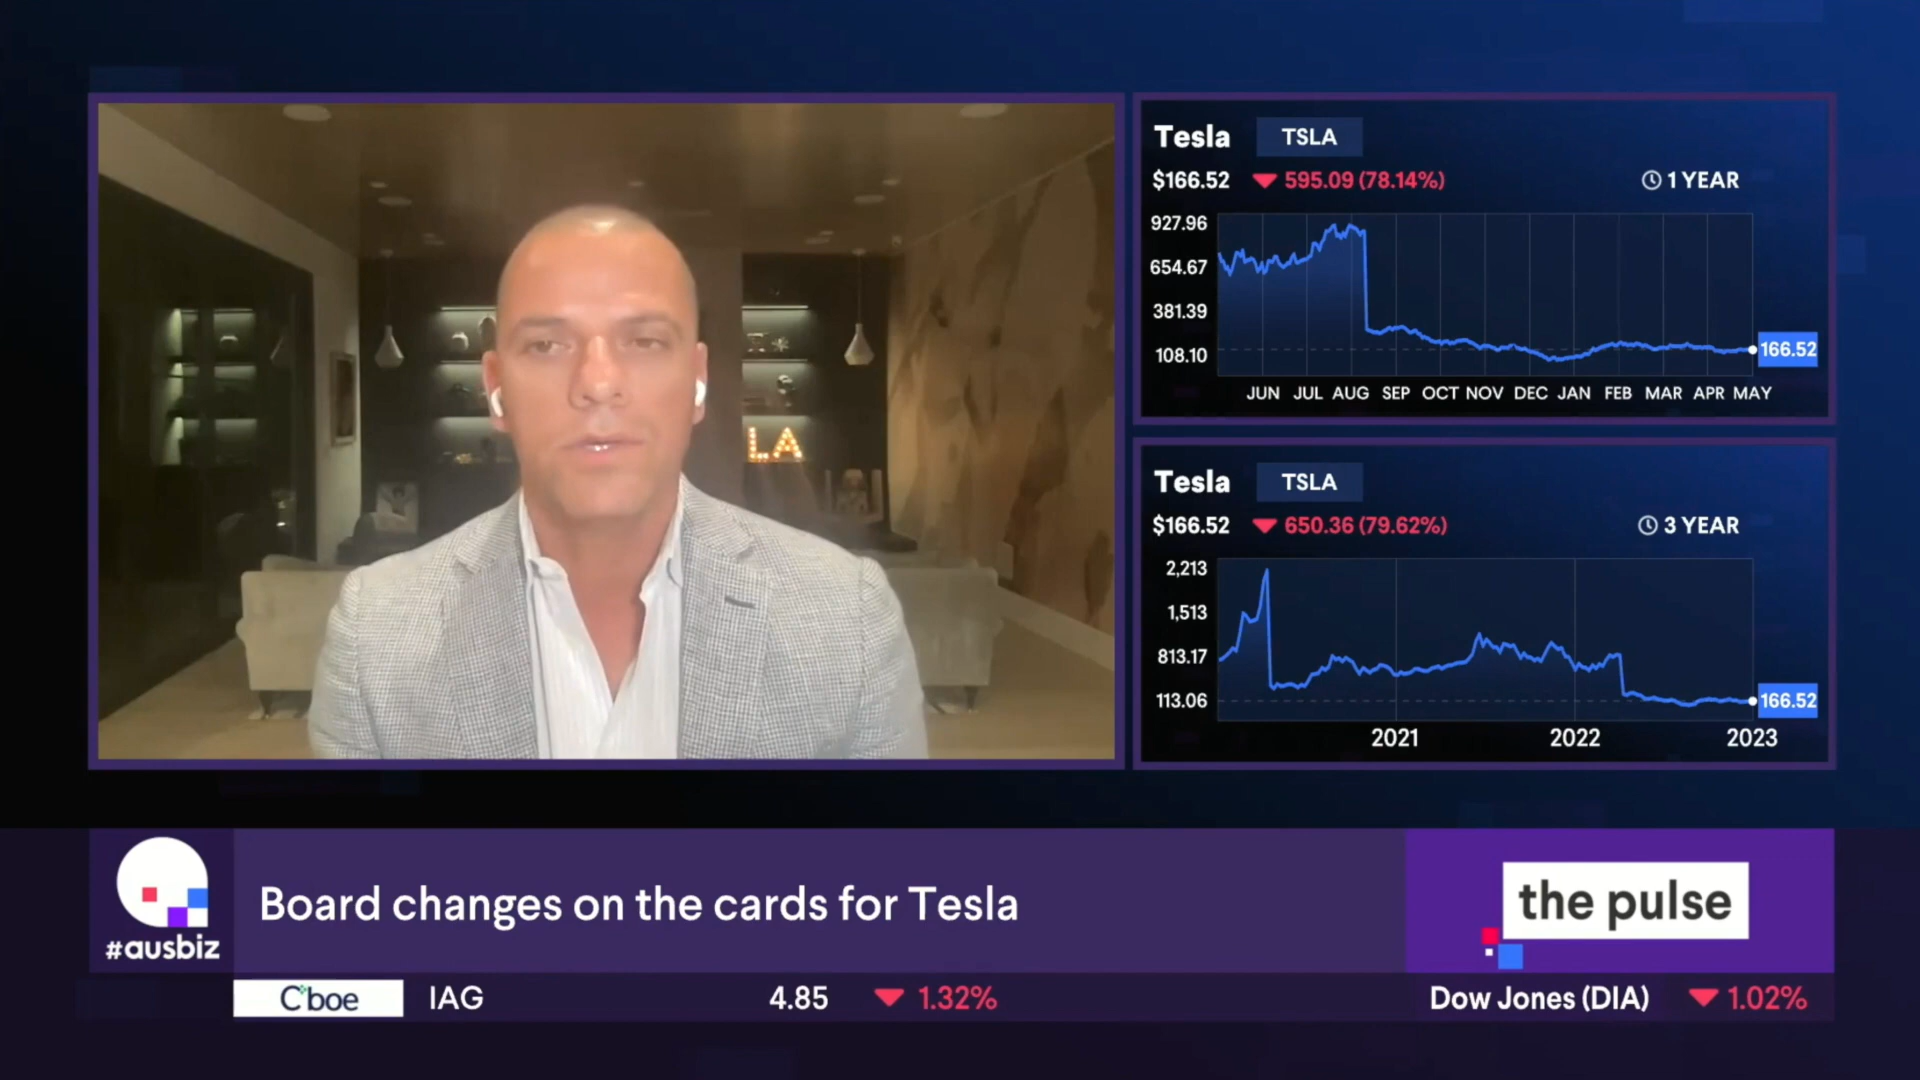 Tesla TSLA
$166.52 595.09 (78.14%) 1 YEAR
927.96
654.67
381.39
108.10
166.52
JUN JUL AUG SEP OCT NOV DEC JAN FEB MAR APR MAY
LA
Tesla TSLA
$166.52 650.36 (79.62%) 3 YEAR
2,213
1,513
813.17
113.06
166.52
2021 2022 2023
#ausbiz
Board changes on the cards for Tesla
the pulse
Cboe IAG 4.85 1.32% Dow Jones (DIA) 1.02%